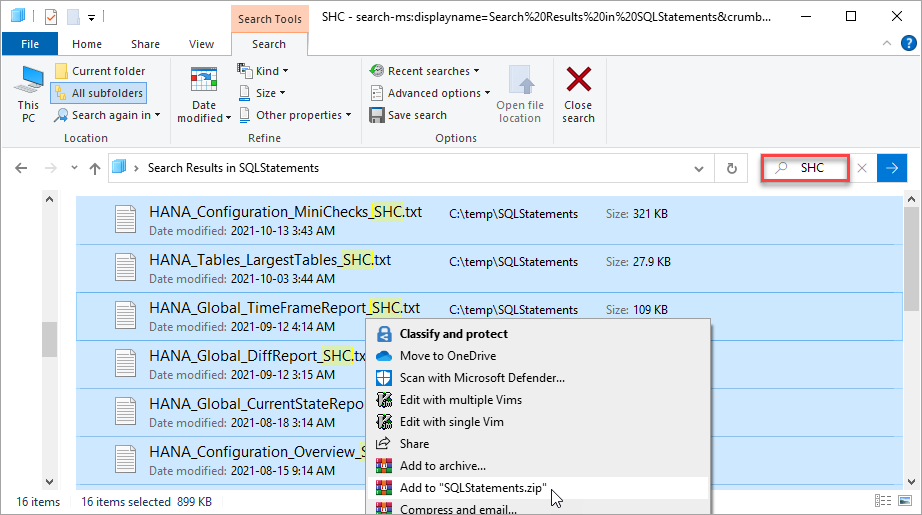 Search Tools
SHC - search-ms:displayname=Search%20Results%20in%20SQLStatements&crumb...
File
Home
Share
View
Search
This PC
Current folder
All subfolders
Search again in
Location
Date modified
Kind
Size
Other properties
Refine
Recent searches
Advanced options
Save search
Open file location
Options
Close search
Search Results in SQLStatements
SHC
HANA_Configuration_MiniChecks_SHC.txt C:\temp\SQLStatements Size: 321 KB
Date modified: 2021-10-13 3:43 AM
HANA_Tables_LargestTables_SHC.txt C:\temp\SQLStatements Size: 27.9 KB
Date modified: 2021-10-03 3:44 AM
HANA_Global_TimeFrameReport_SHC.txt C:\temp\SQLStatements Size: 109 KB
Date modified: 2021-09-12 4:14 AM
HANA_Global_DiffReport_SHC.tx
Date modified: 2021-09-12 3:15 AM
HANA_Global_CurrentStateRepo
Date modified: 2021-08-18 3:14 AM
HANA_Configuration_Overview_S
Date modified: 2021-08-15 9:14 AM
Classify and protect
Move to OneDrive
Scan with Microsoft Defender...
Edit with multiple Vims
Edit with single Vim
Share
Add to archive...
Add to "SQLStatements.zip"
Compress and email...
16 items 16 items selected 899 KB